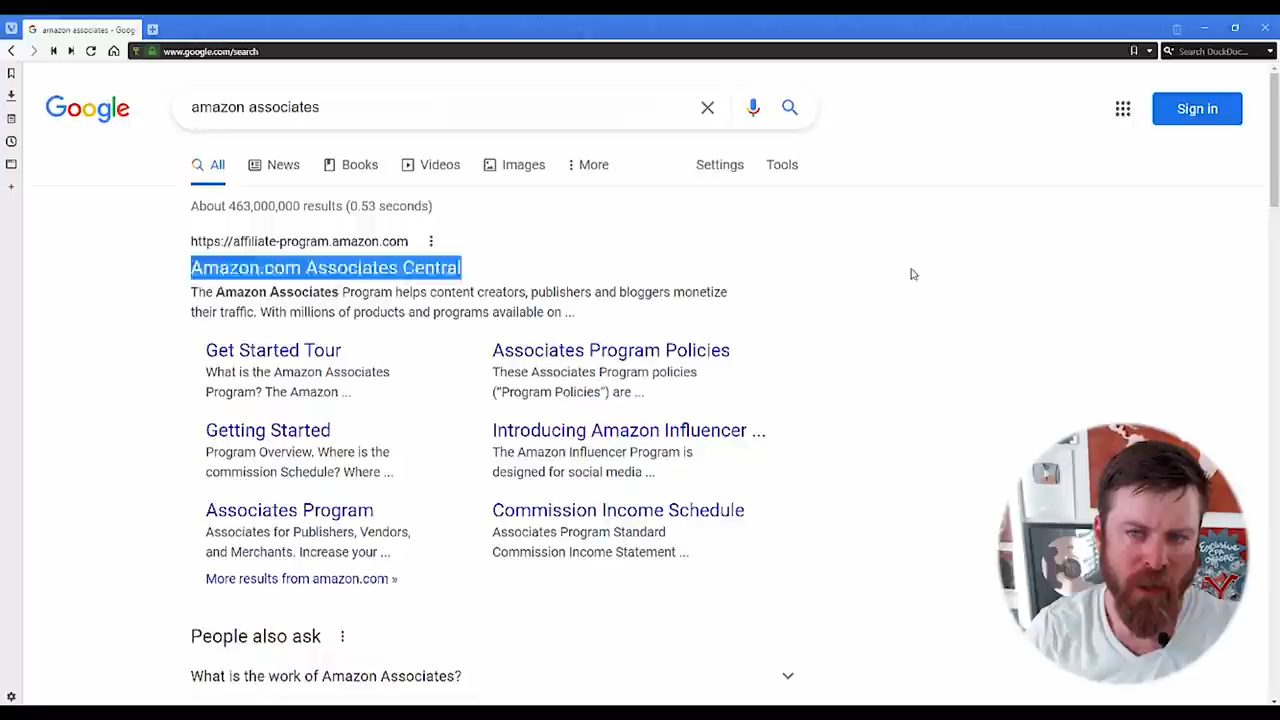 amazon associates - Goog
www.google.com/search
Search DuckDuc...
Google
amazon associates
Sign in
All
News
Books
Videos
Images
More
Settings
Tools
About 463,000,000 results (0.53 seconds)
https://affiliate-program.amazon.com
Amazon.com Associates Central
The Amazon Associates Program helps content creators, publishers and bloggers monetize
their traffic. With millions of products and programs available on ...
Get Started Tour
What is the Amazon Associates
Program? The Amazon ...
Associates Program Policies
These Associates Program policies
("Program Policies") are ...
Getting Started
Program Overview. Where is the
commission Schedule? Where ...
Introducing Amazon Influencer ...
The Amazon Influencer Program is
designed for social media ...
Associates Program
Associates for Publishers, Vendors,
and Merchants. Increase your ...
Commission Income Schedule
Associates Program Standard
Commission Income Statement ...
More results from amazon.com »
People also ask
What is the work of Amazon Associates?
Exclusive
CPA
offers